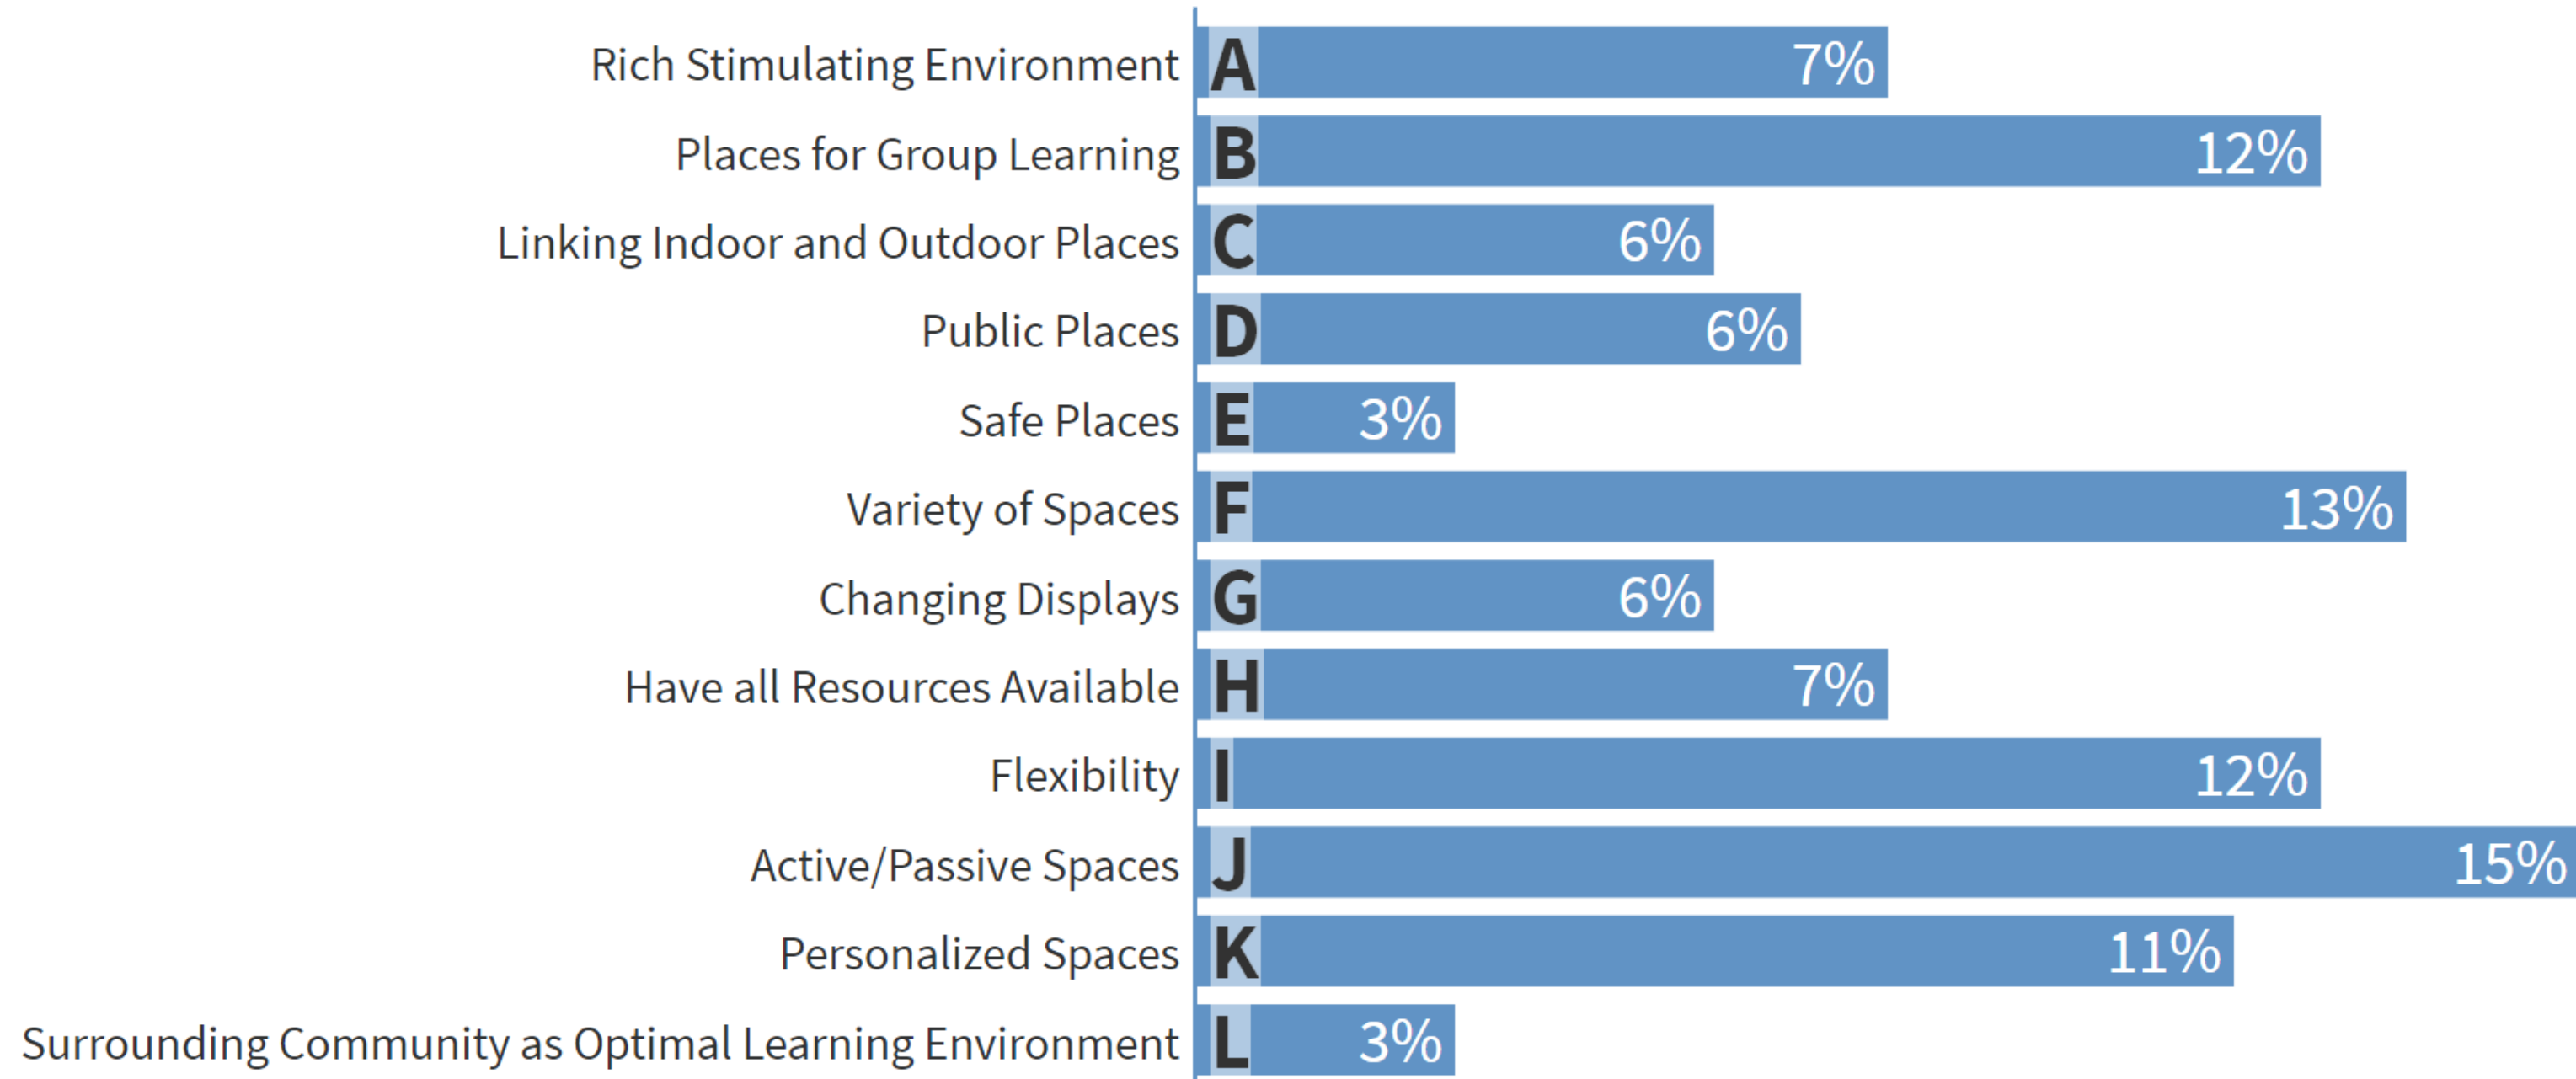 Rich Stimulating Environment A 7%
Places for Group Learning B 12%
Linking Indoor and Outdoor Places C 6%
Public Places D 6%
Safe Places E 3%
Variety of Spaces F 13%
Changing Displays G 6%
Have all Resources Available H 7%
Flexibility I 12%
Active/Passive Spaces J 15%
Personalized Spaces K 11%
Surrounding Community as Optimal Learning Environment L 3%